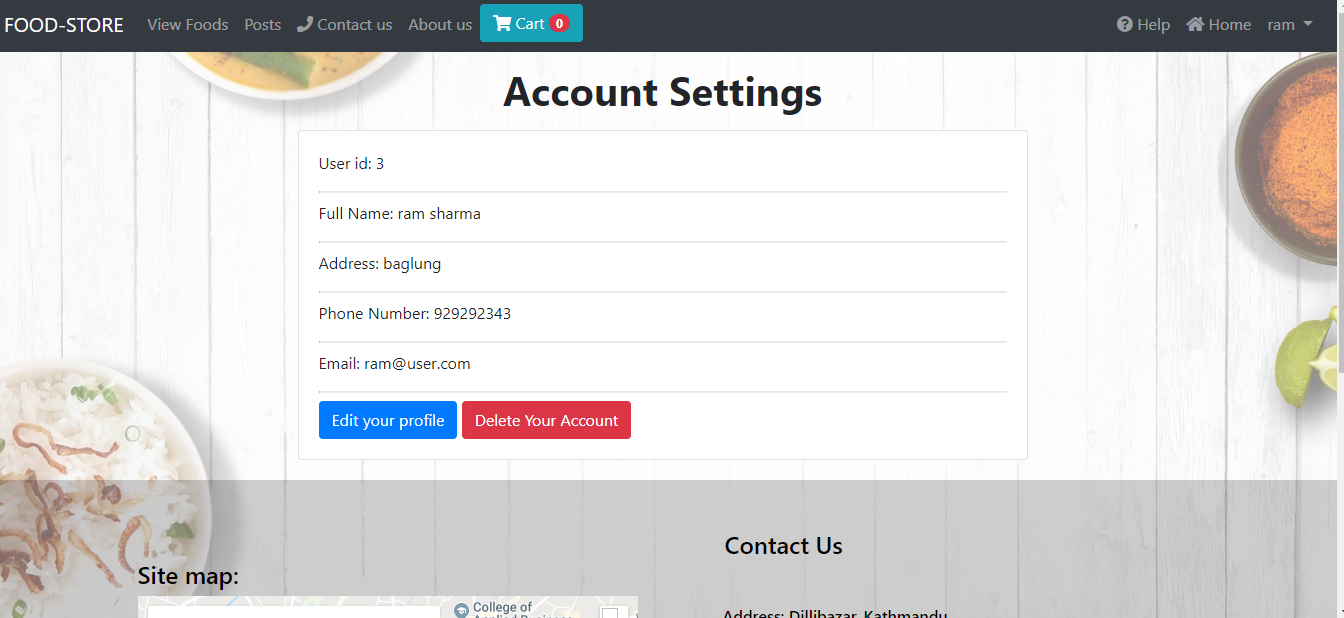 FOOD-STORE View Foods Posts Contact us About us Cart 0 Help Home ram
Account Settings
User id: 3
Full Name: ram sharma
Address: baglung
Phone Number: 929292343
Email: ram@user.com
Edit your profile Delete Your Account
Contact Us
Site map:
College of
Applied Business
Address: Dillibazar, Kathmandu